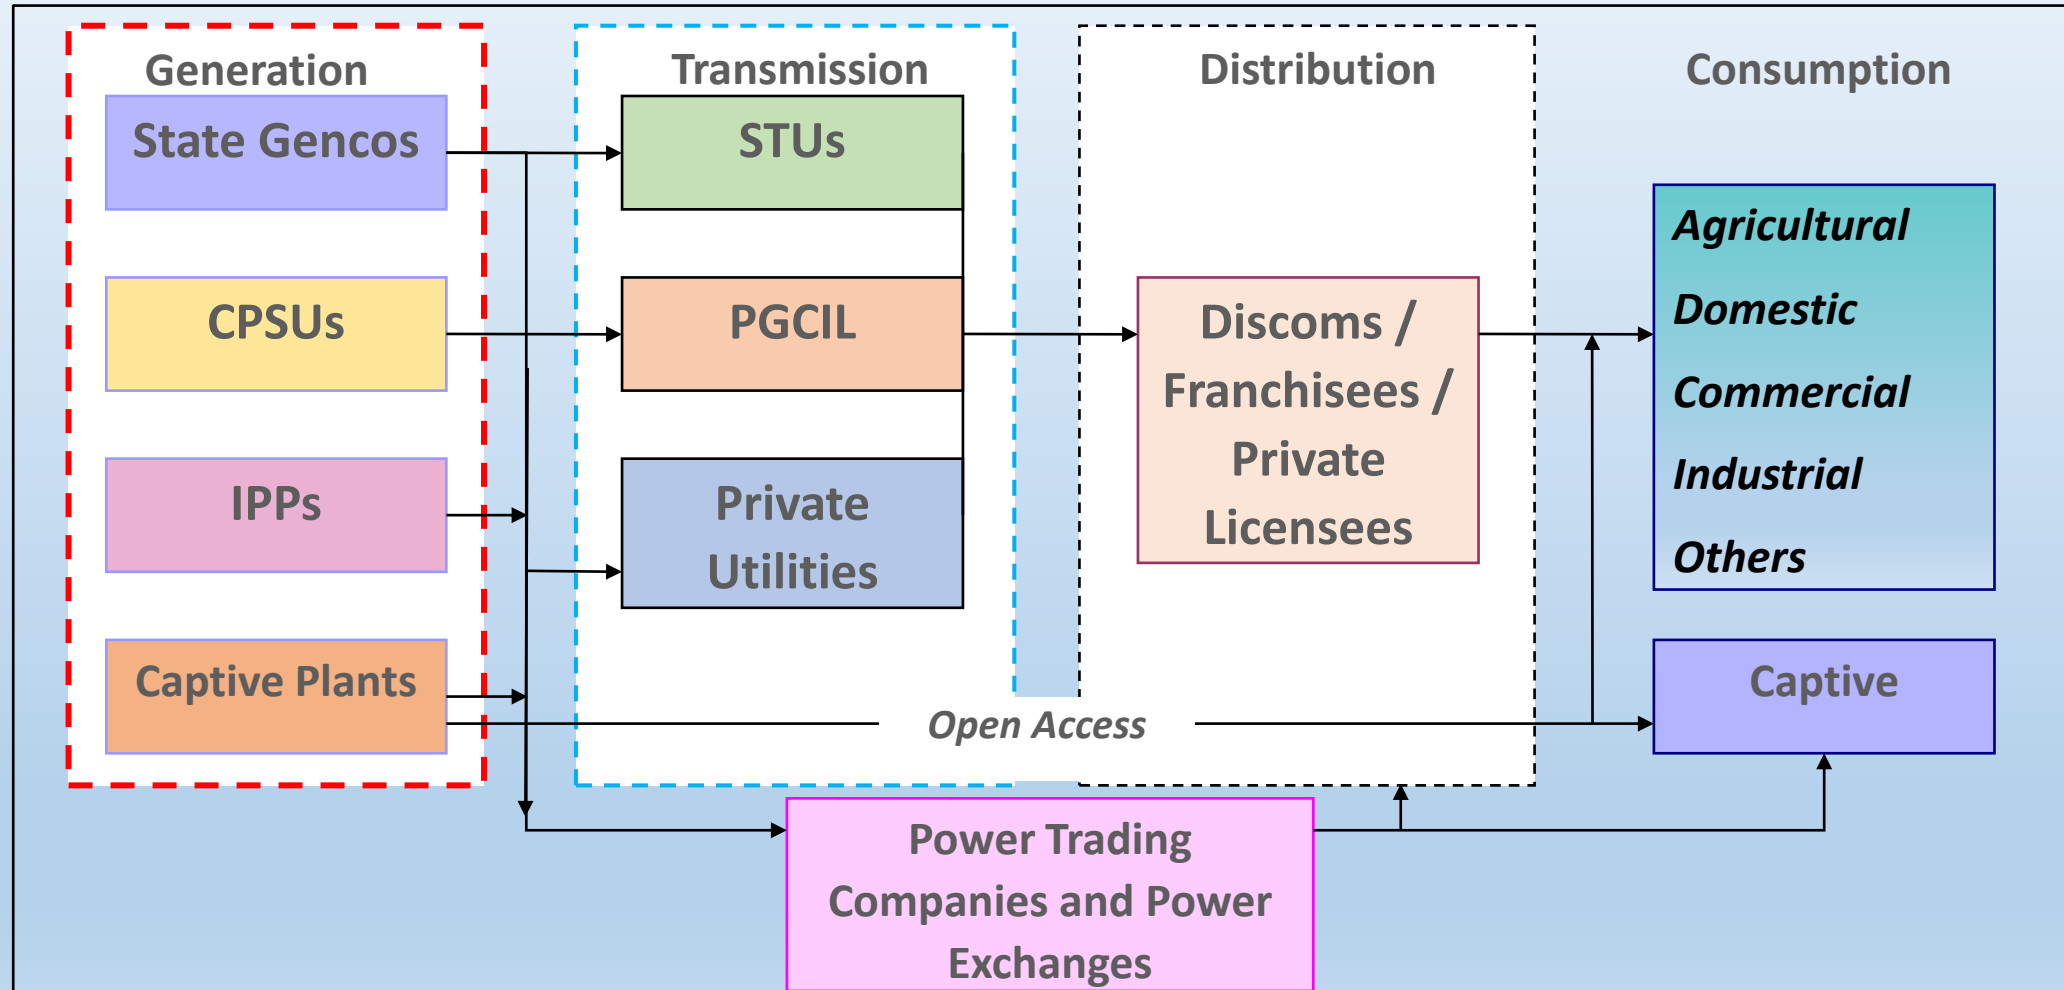 Generation
Transmission
Distribution
Consumption
State Gencos
CPSUs
IPPs
Captive Plants
STUs
PGCIL
Private
Utilities
Discoms /
Franchisees /
Private
Licensees
Agricultural
Domestic
Commercial
Industrial
Others
Captive
Open Access
Power Trading
Companies and Power
Exchanges